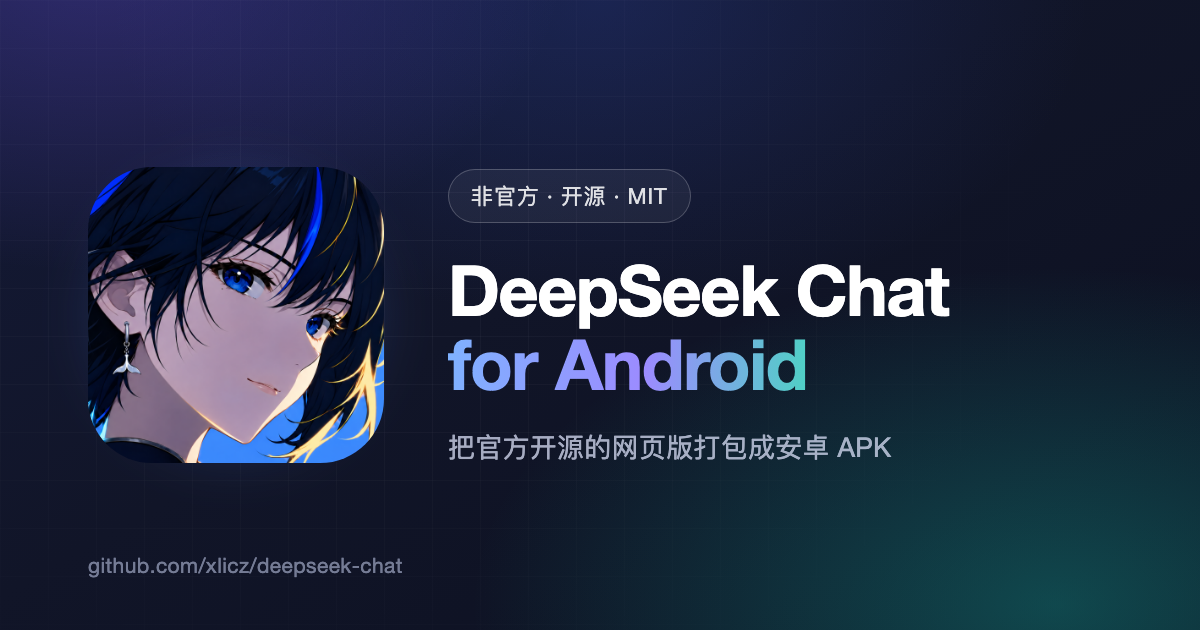 非官方 · 开源 · MIT
DeepSeek Chat
for Android
把官方开源的网页版打包成安卓 APK
github.com/xlicz/deepseek-chat